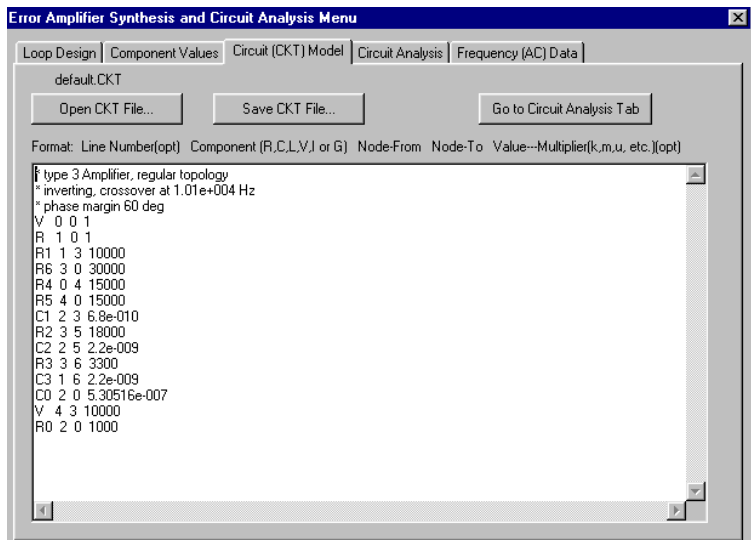 Error Amplifier Synthesis and Circuit Analysis Menu
Loop Design Component Values Circuit (CKT) Model Circuit Analysis Frequency (AC) Data
default.CKT
Open CKT File... Save CKT File... Go to Circuit Analysis Tab
Format: Line Number(opt) Component (R,C,L,V,I or G) Node-From Node-To Value---Multiplier(k,m,u, etc.)(opt)
* type 3 Amplifier, regular topology
* inverting, crossover at 1.01e+004 Hz
* phase margin 60 deg
V 0 0 1
R 1 0 1
R1 1 3 10000
R6 3 0 30000
R4 0 4 15000
R5 4 0 15000
C1 2 3 6.8e-010
R2 3 5 18000
C2 2 5 2.2e-009
R3 3 6 3300
C3 1 6 2.2e-009
C0 2 0 5.30516e-007
V 4 3 10000
R0 2 0 1000